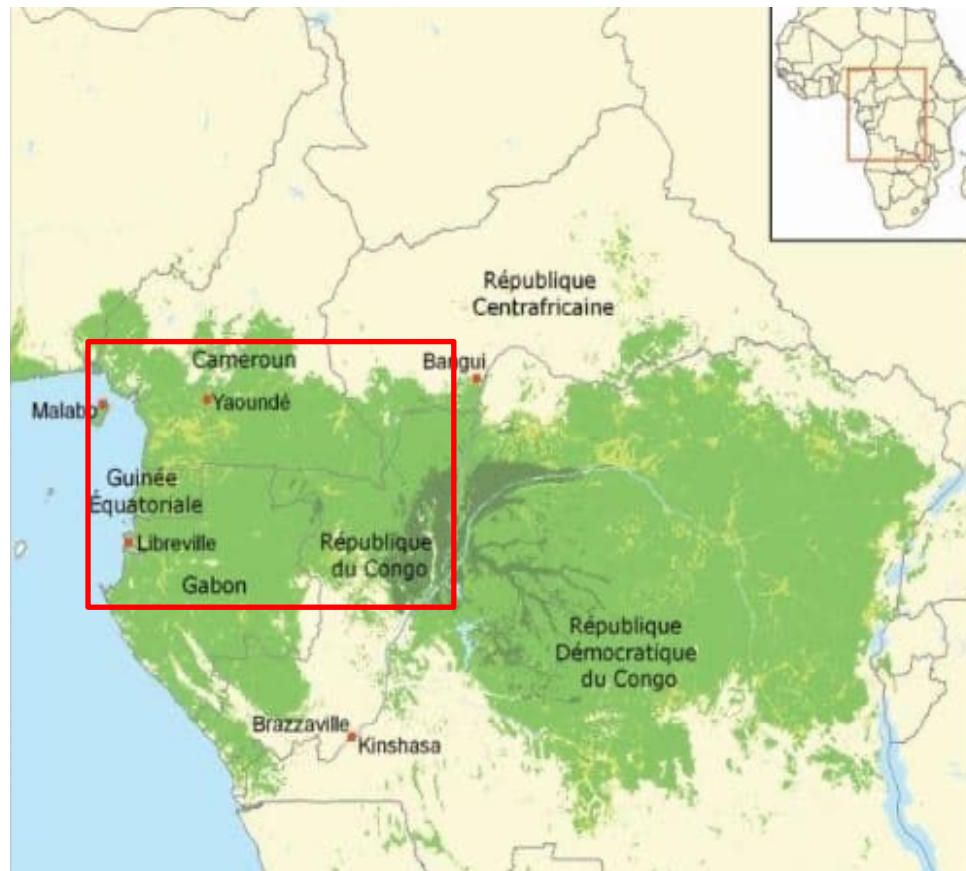 République
Centrafricaine
Cameroun
Bangui
Yaoundé
Malabo
Guinée
Équatoriale
Libreville
République
du Congo
Gabon
République
Démocratique
du Congo
Brazzaville
Kinshasa